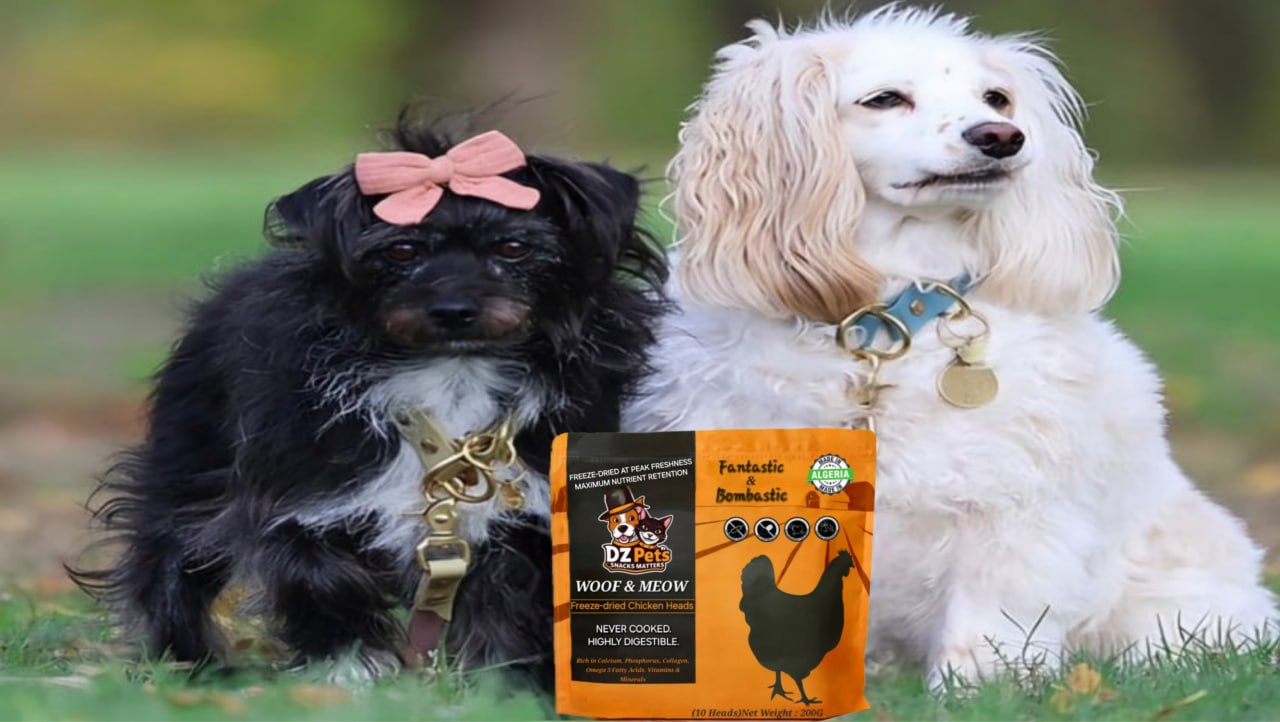 FREEZE-DRIED AT PEAK FRESHNESS
MAXIMUM NUTRIENT RETENTION
DZ Pets
SNACKS MATTERS
WOOF & MEOW
Freeze-dried Chicken Heads
NEVER COOKED.
HIGHLY DIGESTIBLE.
Rich in Calcium, Phosphorus, Collagen,
Omega 3 Fatty Acids, Vitamins &
Minerals
Fantastic
&
Bombastic
MADE IN
ALGERIA
MADE IN
(10 Heads)Net Weight : 200G